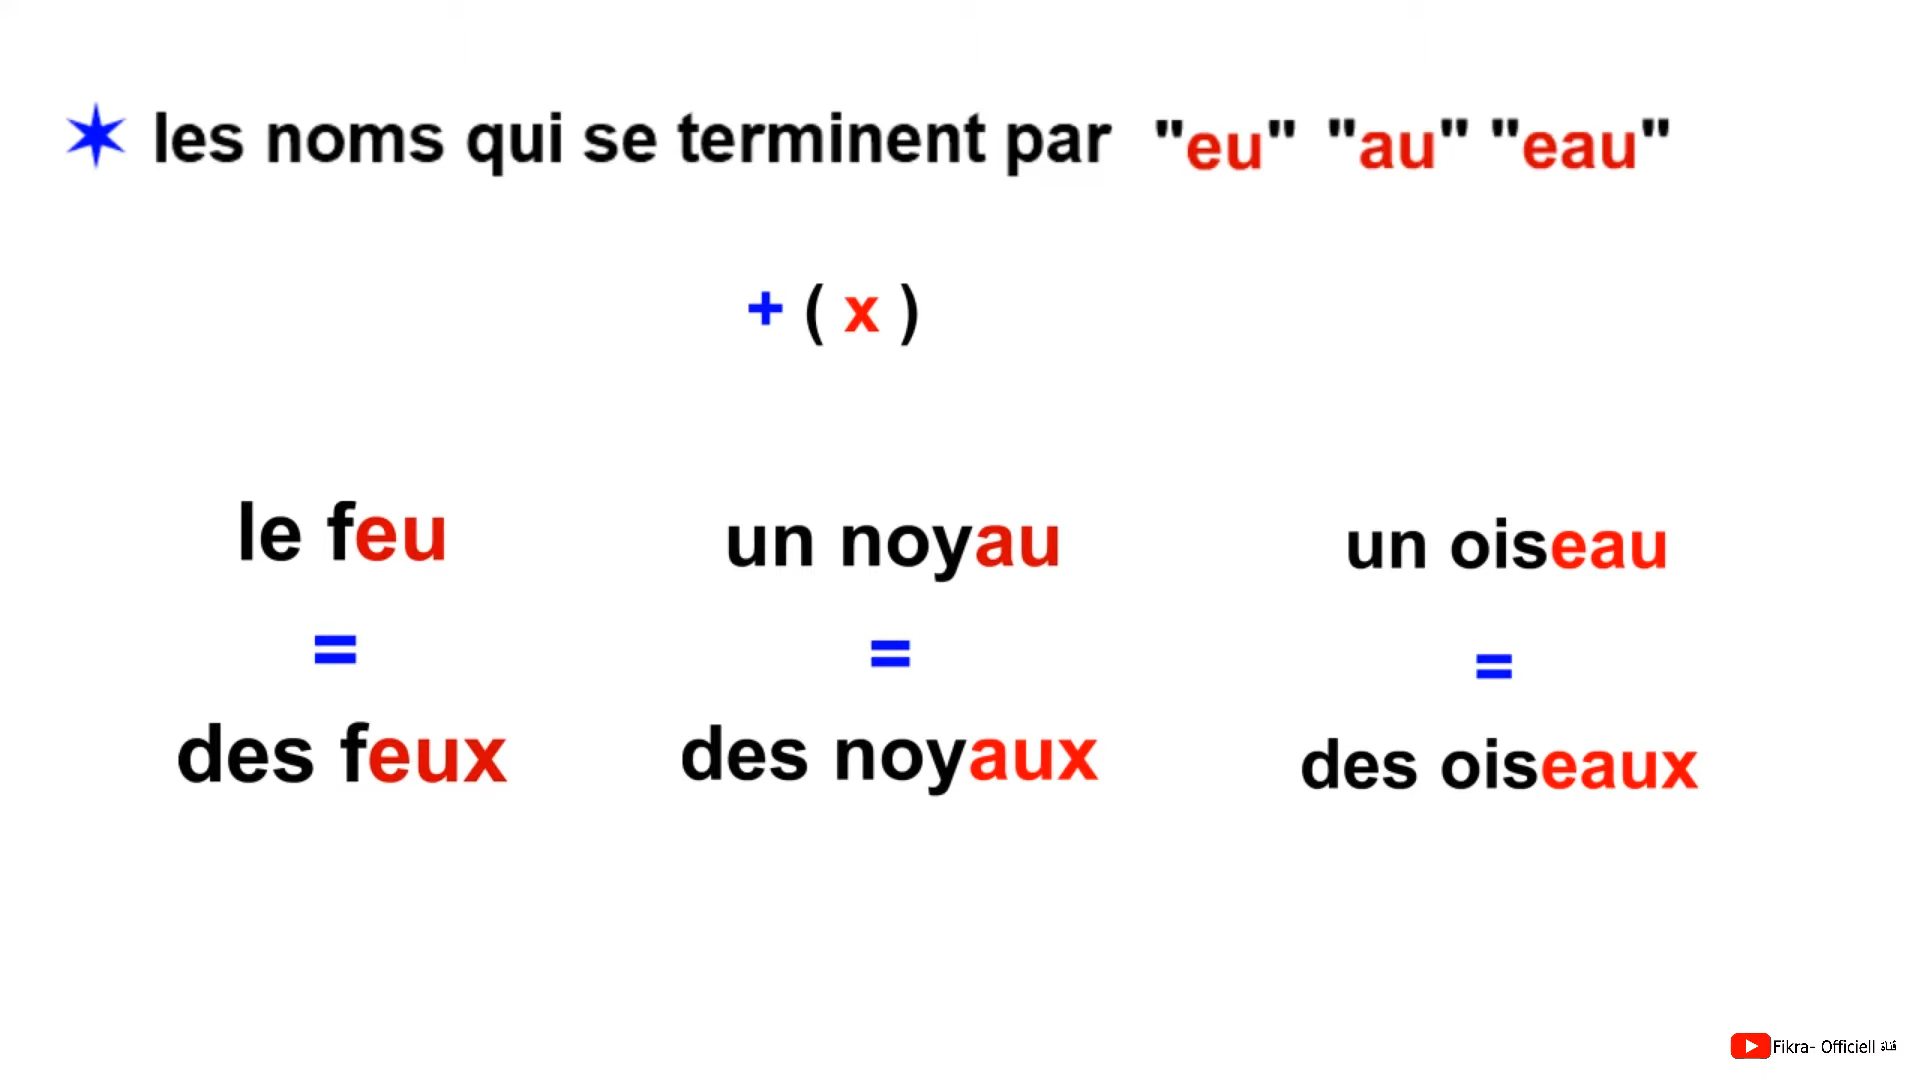 ✶ les noms qui se terminent par "eu" "au" "eau"
+ ( x )
le feu
=
des feux
un noyau
=
des noyaux
un oiseau
=
des oiseaux
Fikra- Officiell قناة